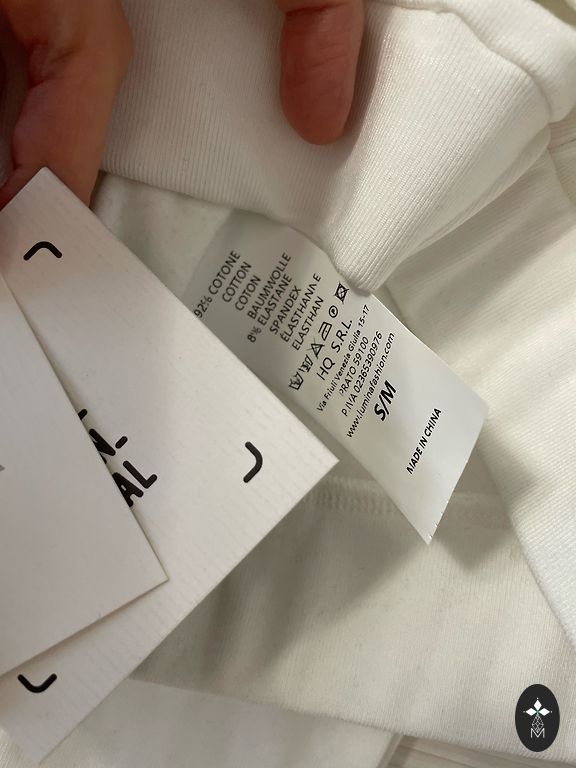 92% COTONE
COTTON
COTON
BAUMWOLLE
8% ELASTANE
SPANDEX
ÉLASTHANNE
ELASTHAN
HQ S.R.L.
Via Friuli Venezia Giulia 15-17
PRATO 59100
P.IVA 02365390976
www.luminafashion.com
S/M
MADE IN CHINA
N-
AL
M